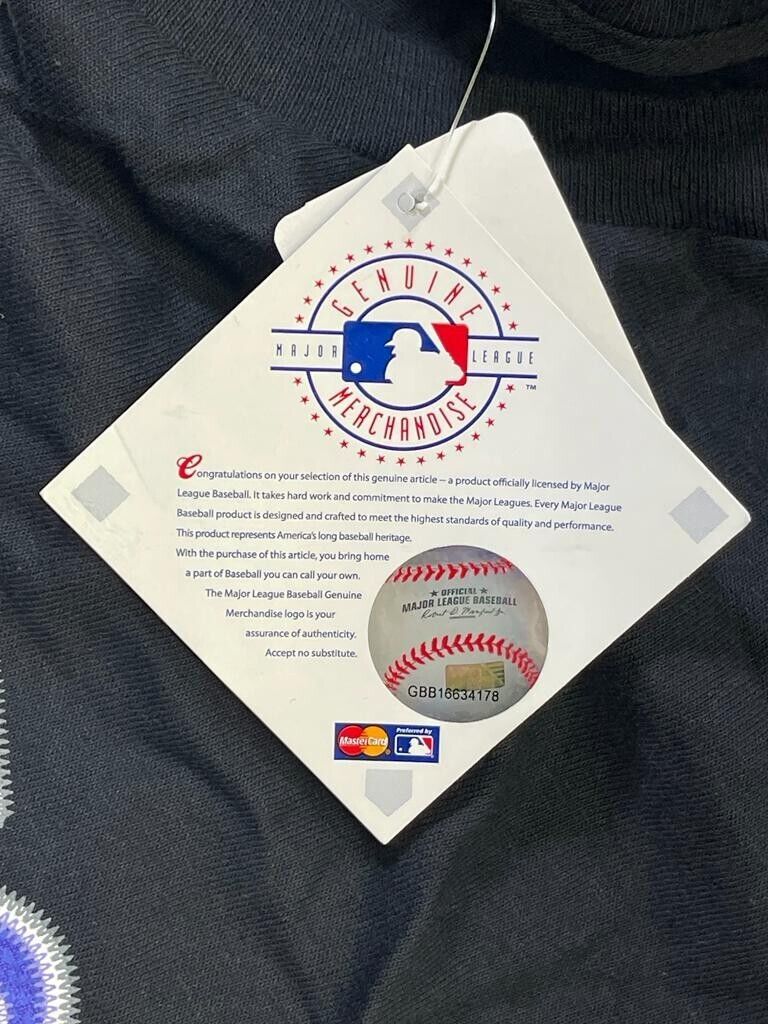 GENUINE
MAJOR LEAGUE
MERCHANDISE
TM
Congratulations on your selection of this genuine article – a product officially licensed by Major
League Baseball. It takes hard work and commitment to make the Major Leagues. Every Major League
Baseball product is designed and crafted to meet the highest standards of quality and performance.
This product represents America's long baseball heritage.
With the purchase of this article, you bring home
a part of Baseball you can call your own.
The Major League Baseball Genuine
Merchandise logo is your
assurance of authenticity.
Accept no substitute.
★ OFFICIAL ★
MAJOR LEAGUE BASEBALL
Robert D. Manfred Jr.
GBB16634178
MasterCard
Preferred by